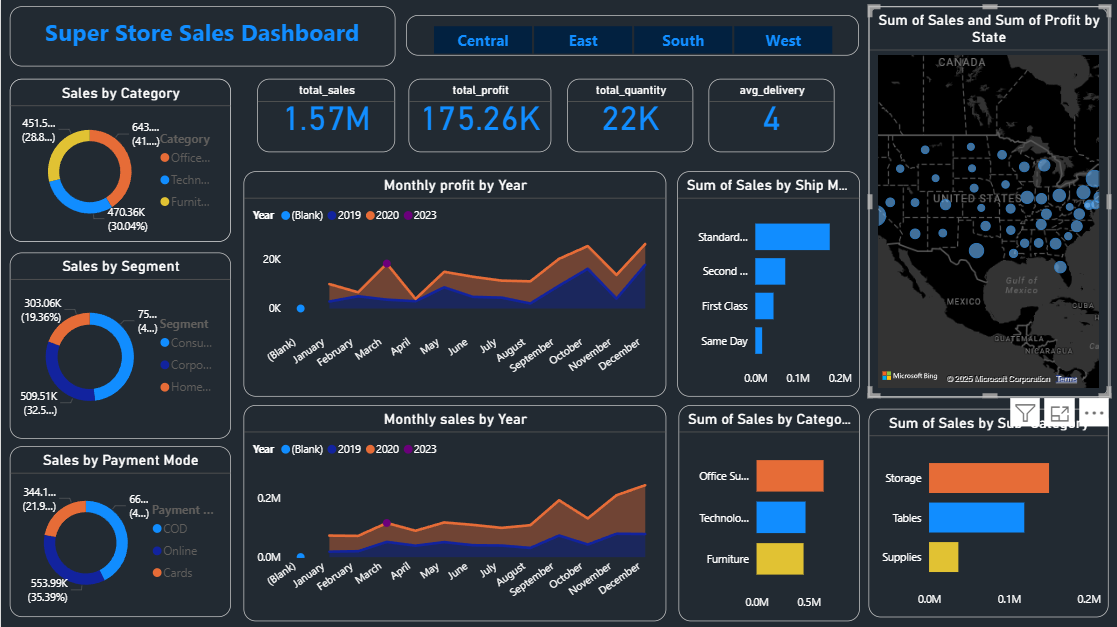 Super Store Sales Dashboard
Central East South West
Sum of Sales and Sum of Profit by
State
Sales by Category
451.5...
(28.8...)
643....
(41....)
470.36K
(30.04%)
Category
Office...
Techn...
Furnit...
total_sales
1.57M
total_profit
175.26K
total_quantity
22K
avg_delivery
4
Sales by Segment
303.06K
(19.36%)
75...
(4...)
509.51K
(32.5...)
Segment
Consu...
Corpo...
Home...
Sales by Payment Mode
344.1...
(21.9...)
66...
(4...)
553.99K
(35.39%)
Payment ...
COD
Online
Cards
Monthly profit by Year
Year (Blank) 2019 2020 2023
20K
0K
(Blank) January February March April May June July August September October November December
Monthly sales by Year
Year (Blank) 2019 2020 2023
0.2M
0.0M
(Blank) January February March April May June July August September October November December
Sum of Sales by Ship M...
Standard...
Second ...
First Class
Same Day
0.0M 0.1M 0.2M
Sum of Sales by Catego...
Office Su...
Technolo...
Furniture
0.0M 0.5M
CANADA
UNITED STATES
Gulf of
Mexico
MEXICO
CUBA
GUATEMALA
NICARAGUA
Microsoft Bing
© 2025 Microsoft Corporation Terms
Sum of Sales by Sub-Category
Storage
Tables
Supplies
0.0M 0.1M 0.2M